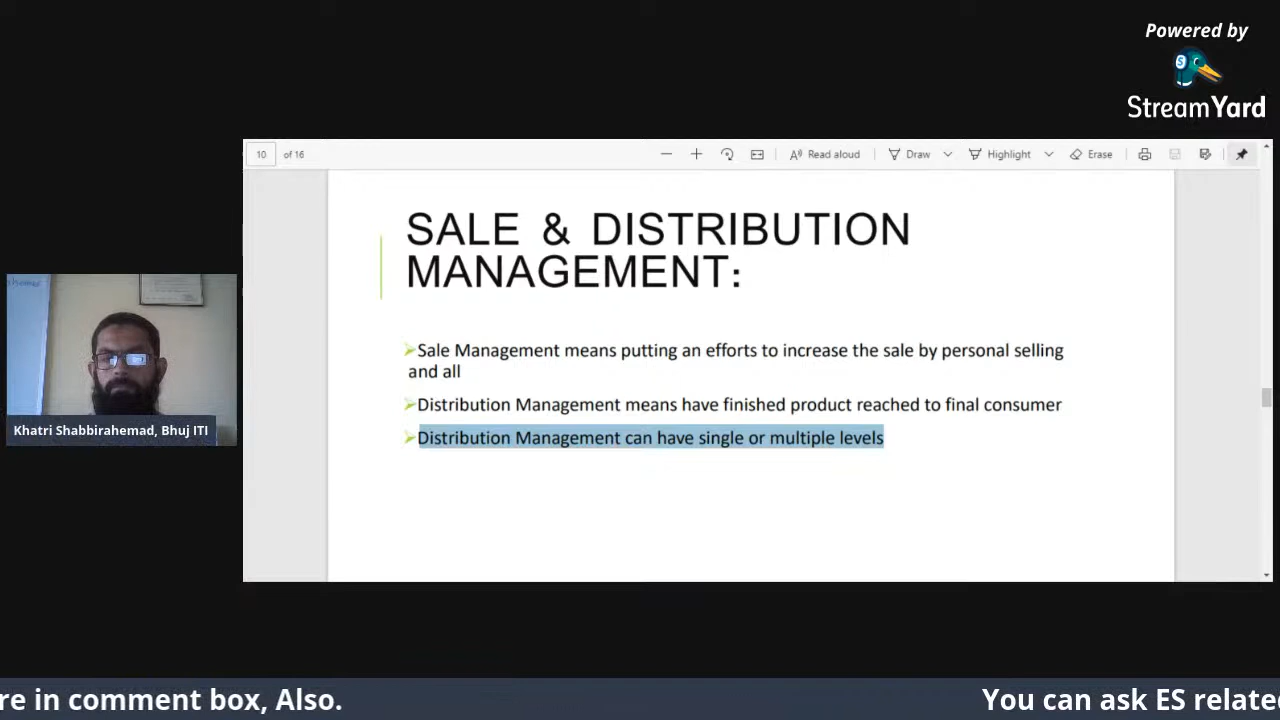 Powered by
StreamYard
10 of 16
Read aloud
Draw
Highlight
Erase
SALE & DISTRIBUTION
MANAGEMENT:
Sale Management means putting an efforts to increase the sale by personal selling
and all
Distribution Management means have finished product reached to final consumer
Distribution Management can have single or multiple levels
Khatri Shabbirahemad, Bhuj ITI
re in comment box, Also.
You can ask ES relate